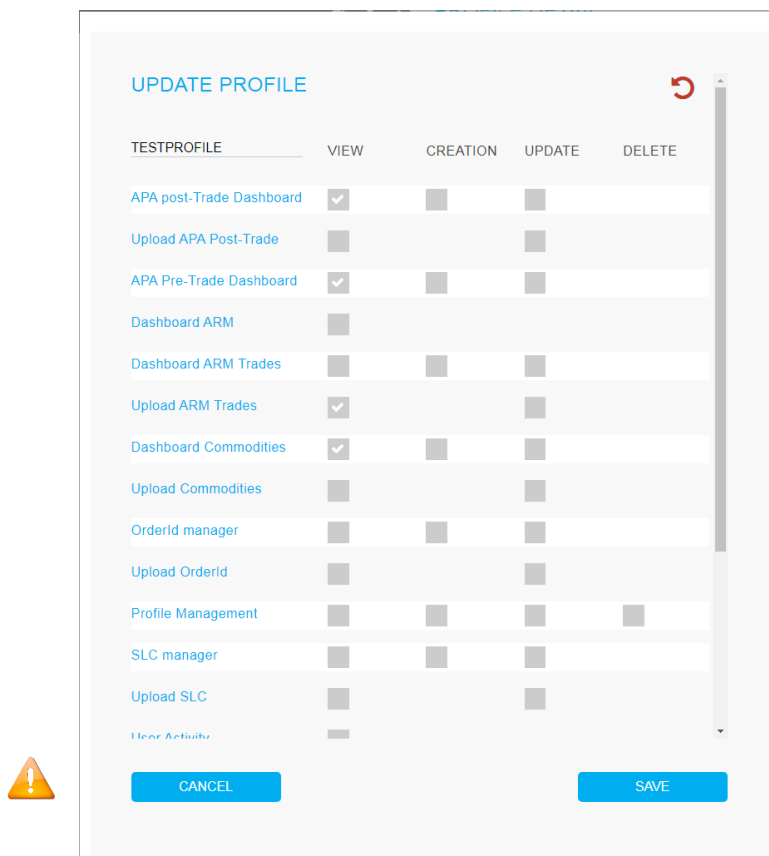 UPDATE PROFILE
TESTPROFILE VIEW CREATION UPDATE DELETE
APA post-Trade Dashboard
Upload APA Post-Trade
APA Pre-Trade Dashboard
Dashboard ARM
Dashboard ARM Trades
Upload ARM Trades
Dashboard Commodities
Upload Commodities
OrderId manager
Upload OrderId
Profile Management
SLC manager
Upload SLC
User Activity
CANCEL SAVE